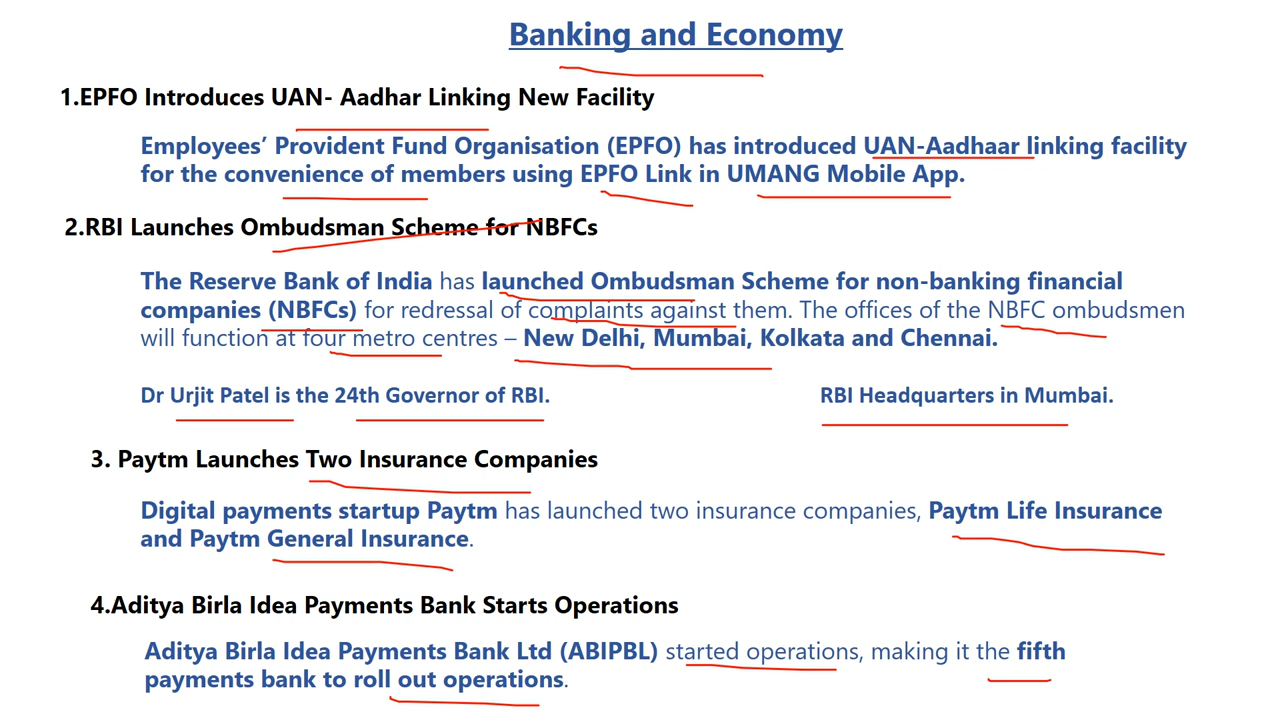 Banking and Economy
1.EPFO Introduces UAN- Aadhar Linking New Facility
Employees’ Provident Fund Organisation (EPFO) has introduced UAN-Aadhaar linking facility
for the convenience of members using EPFO Link in UMANG Mobile App.
2.RBI Launches Ombudsman Scheme for NBFCs
The Reserve Bank of India has launched Ombudsman Scheme for non-banking financial
companies (NBFCs) for redressal of complaints against them. The offices of the NBFC ombudsmen
will function at four metro centres – New Delhi, Mumbai, Kolkata and Chennai.
Dr Urjit Patel is the 24th Governor of RBI. RBI Headquarters in Mumbai.
3. Paytm Launches Two Insurance Companies
Digital payments startup Paytm has launched two insurance companies, Paytm Life Insurance
and Paytm General Insurance.
4.Aditya Birla Idea Payments Bank Starts Operations
Aditya Birla Idea Payments Bank Ltd (ABIPBL) started operations, making it the fifth
payments bank to roll out operations.